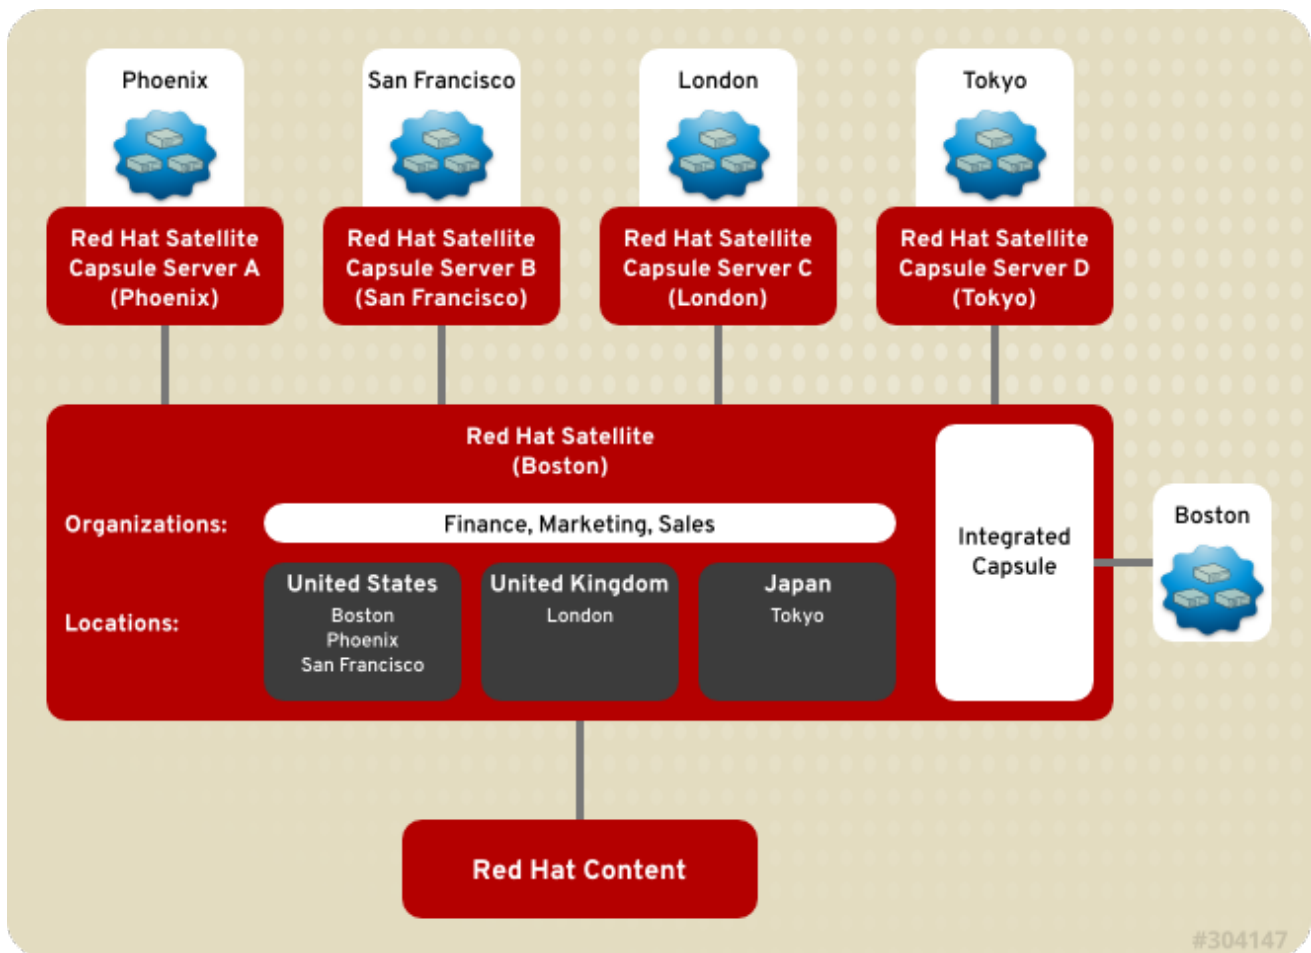 Phoenix
San Francisco
London
Tokyo
Red Hat Satellite
Capsule Server A
(Phoenix)
Red Hat Satellite
Capsule Server B
(San Francisco)
Red Hat Satellite
Capsule Server C
(London)
Red Hat Satellite
Capsule Server D
(Tokyo)
Red Hat Satellite
(Boston)
Organizations:
Finance, Marketing, Sales
Locations:
United States
Boston
Phoenix
San Francisco
United Kingdom
London
Japan
Tokyo
Integrated
Capsule
Boston
Red Hat Content
#304147